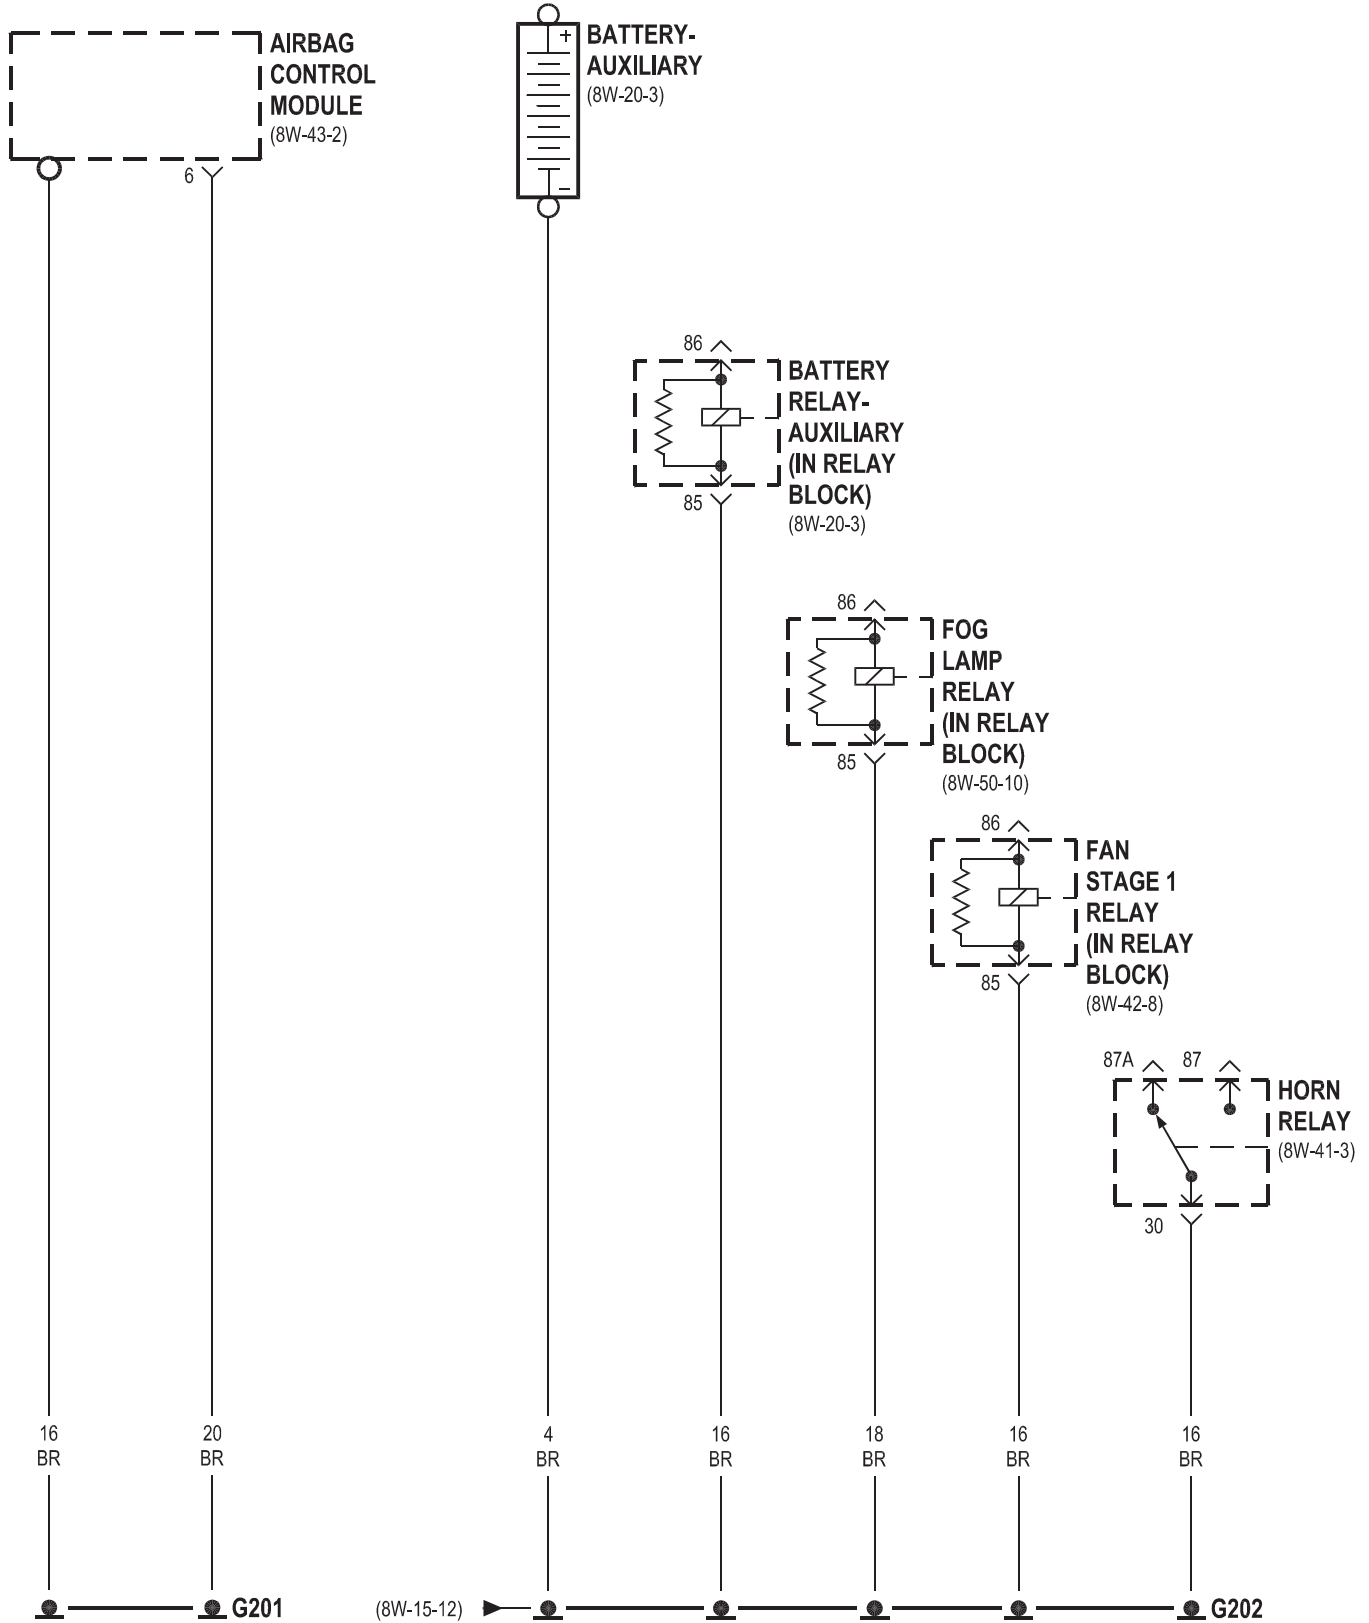 AIRBAG
CONTROL
MODULE
(8W-43-2)
6
+
BATTERY-
AUXILIARY
(8W-20-3)
–
86
BATTERY
RELAY-
AUXILIARY
(IN RELAY
BLOCK)
(8W-20-3)
85
86
FOG
LAMP
RELAY
(IN RELAY
BLOCK)
(8W-50-10)
85
86
FAN
STAGE 1
RELAY
(IN RELAY
BLOCK)
(8W-42-8)
85
87A 87
HORN
RELAY
(8W-41-3)
30
16 20 4 16 18 16 16
BR BR BR BR BR BR BR
G201 (8W-15-12) G202